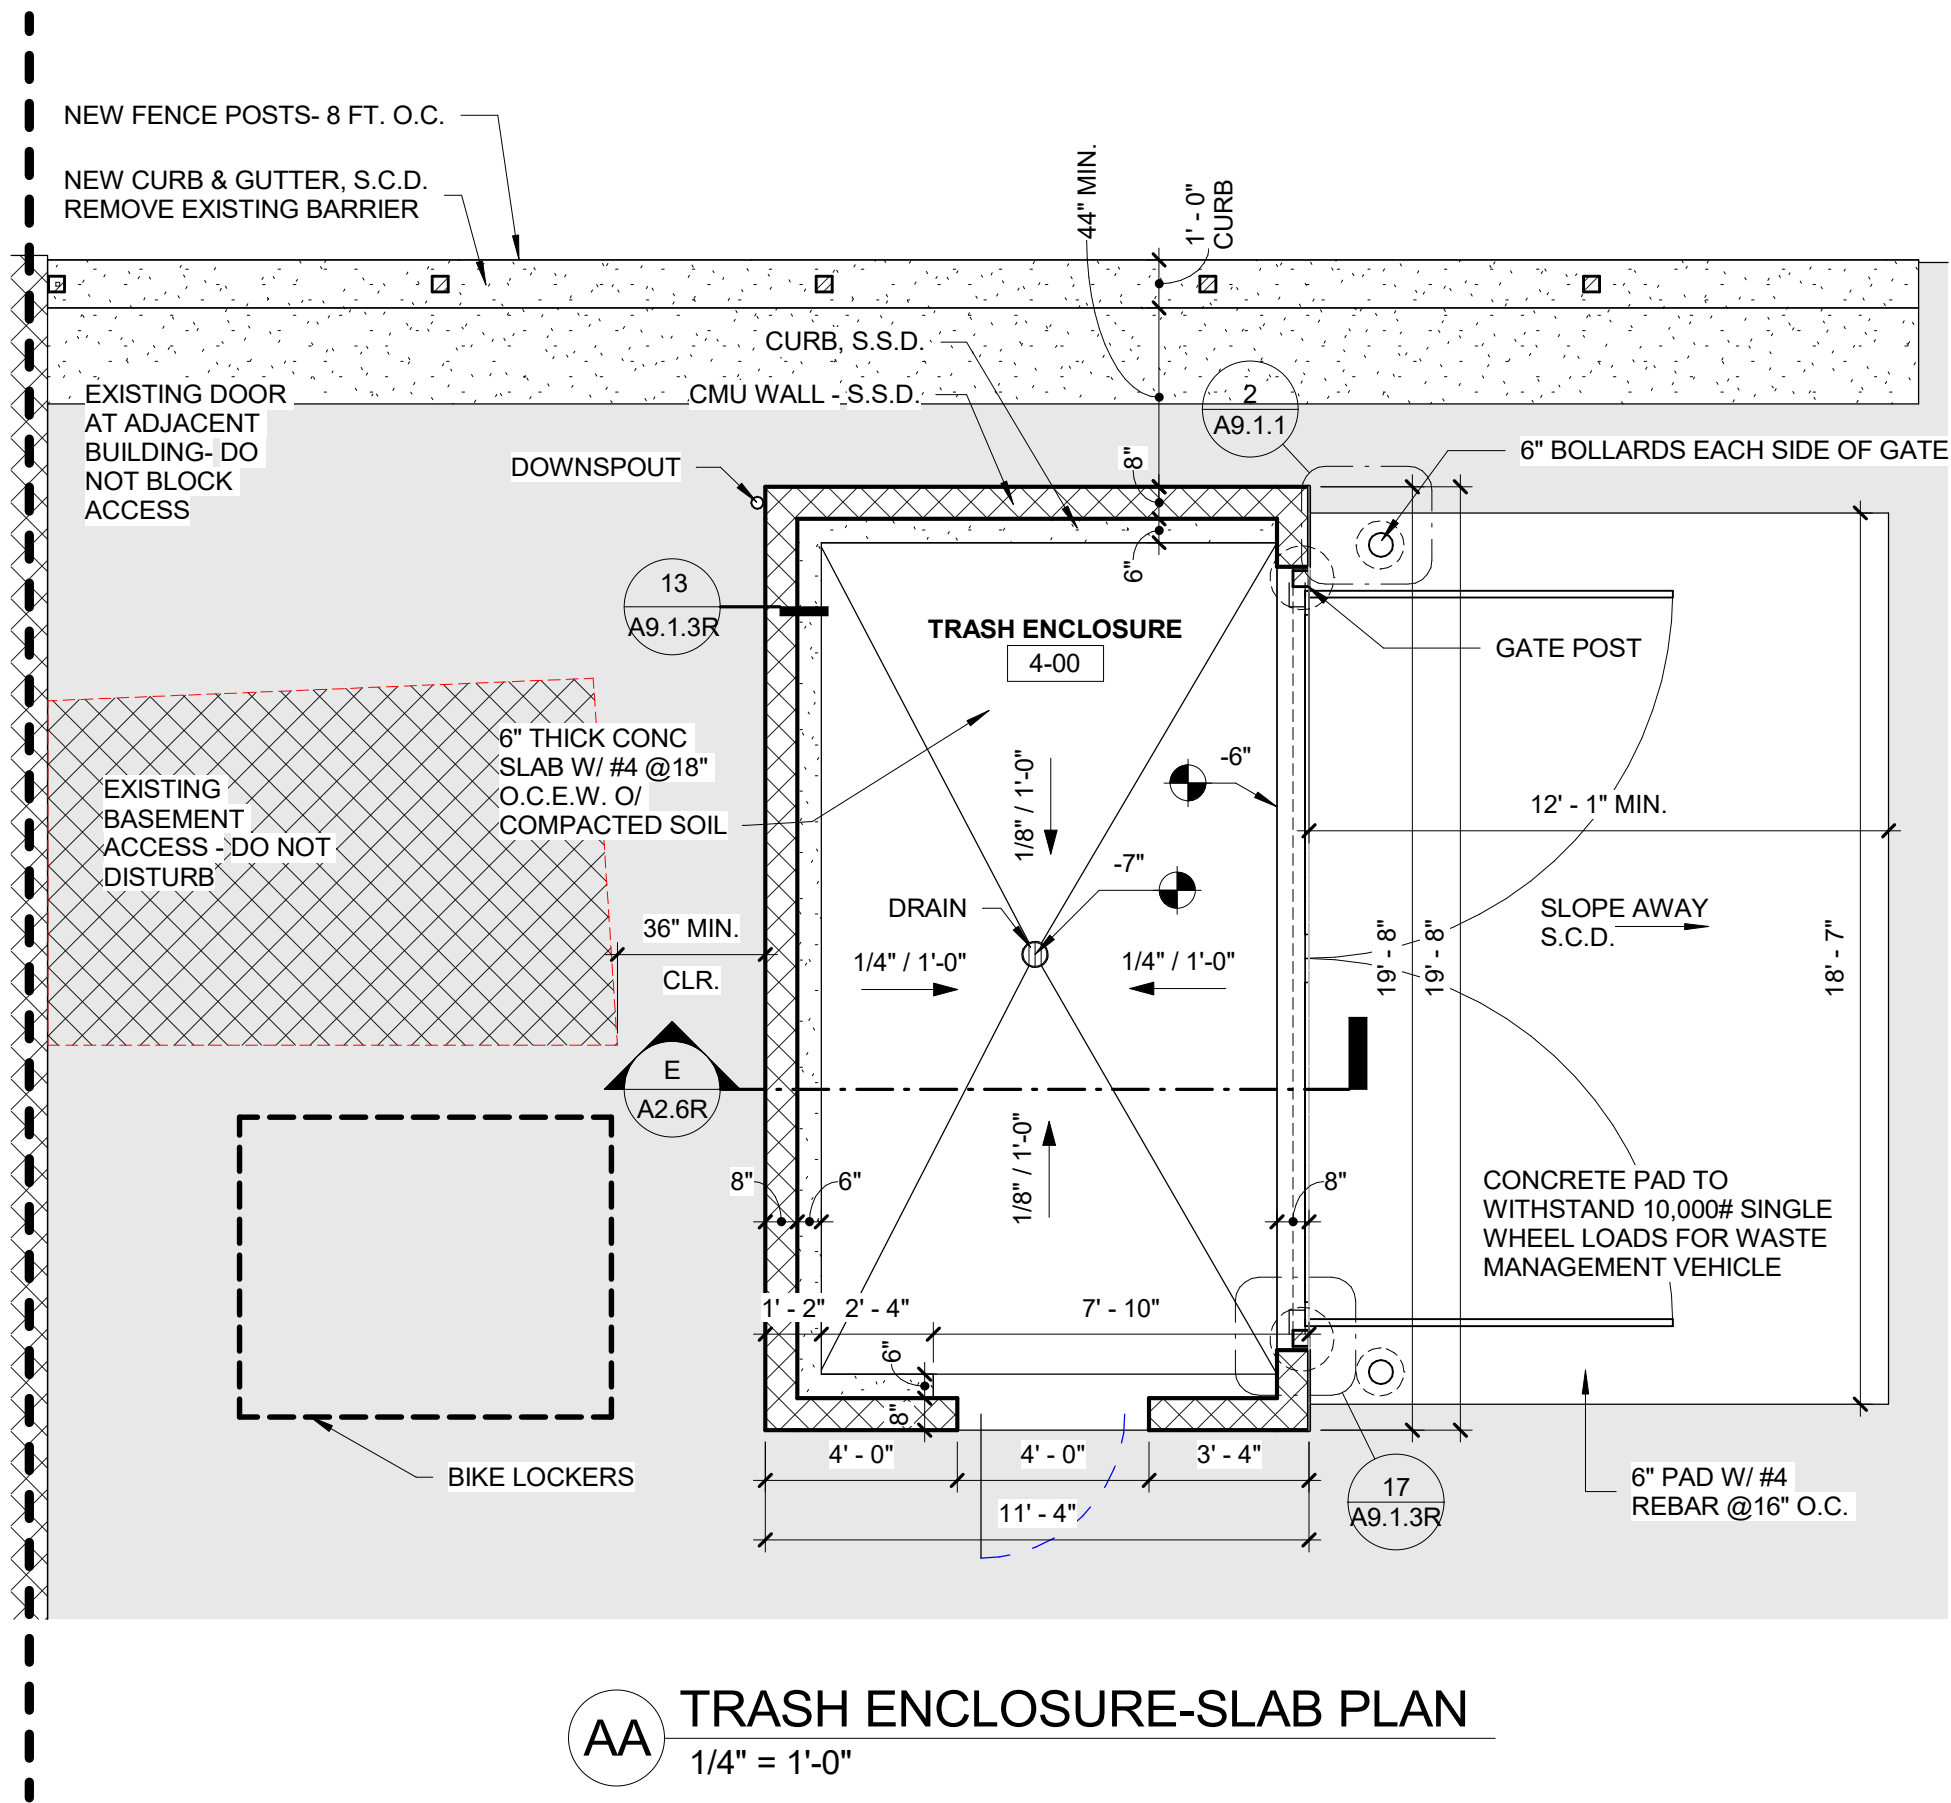 NEW FENCE POSTS- 8 FT. O.C.
NEW CURB & GUTTER, S.C.D.
REMOVE EXISTING BARRIER
44" MIN.
1' - 0"
CURB
CURB, S.S.D.
CMU WALL - S.S.D.
EXISTING DOOR
AT ADJACENT
BUILDING- DO
NOT BLOCK
ACCESS
2
A9.1.1
6" BOLLARDS EACH SIDE OF GATE
DOWNSPOUT
8"
6"
13
A9.1.3R
TRASH ENCLOSURE
4-00
GATE POST
6" THICK CONC
SLAB W/ #4 @18"
O.C.E.W. O/
COMPACTED SOIL
EXISTING
BASEMENT
ACCESS - DO NOT
DISTURB
1/8" / 1'-0"
-6"
-7"
12' - 1" MIN.
DRAIN
36" MIN.
CLR.
1/4" / 1'-0"
1/4" / 1'-0"
19' - 8"
19' - 8"
SLOPE AWAY
S.C.D.
18' - 7"
E
A2.6R
1/8" / 1'-0"
8"
6"
8"
CONCRETE PAD TO
WITHSTAND 10,000# SINGLE
WHEEL LOADS FOR WASTE
MANAGEMENT VEHICLE
1' - 2"
2' - 4"
7' - 10"
6"
8"
4' - 0"
4' - 0"
3' - 4"
11' - 4"
BIKE LOCKERS
17
A9.1.3R
6" PAD W/ #4
REBAR @16" O.C.
AA
TRASH ENCLOSURE-SLAB PLAN
1/4" = 1'-0"